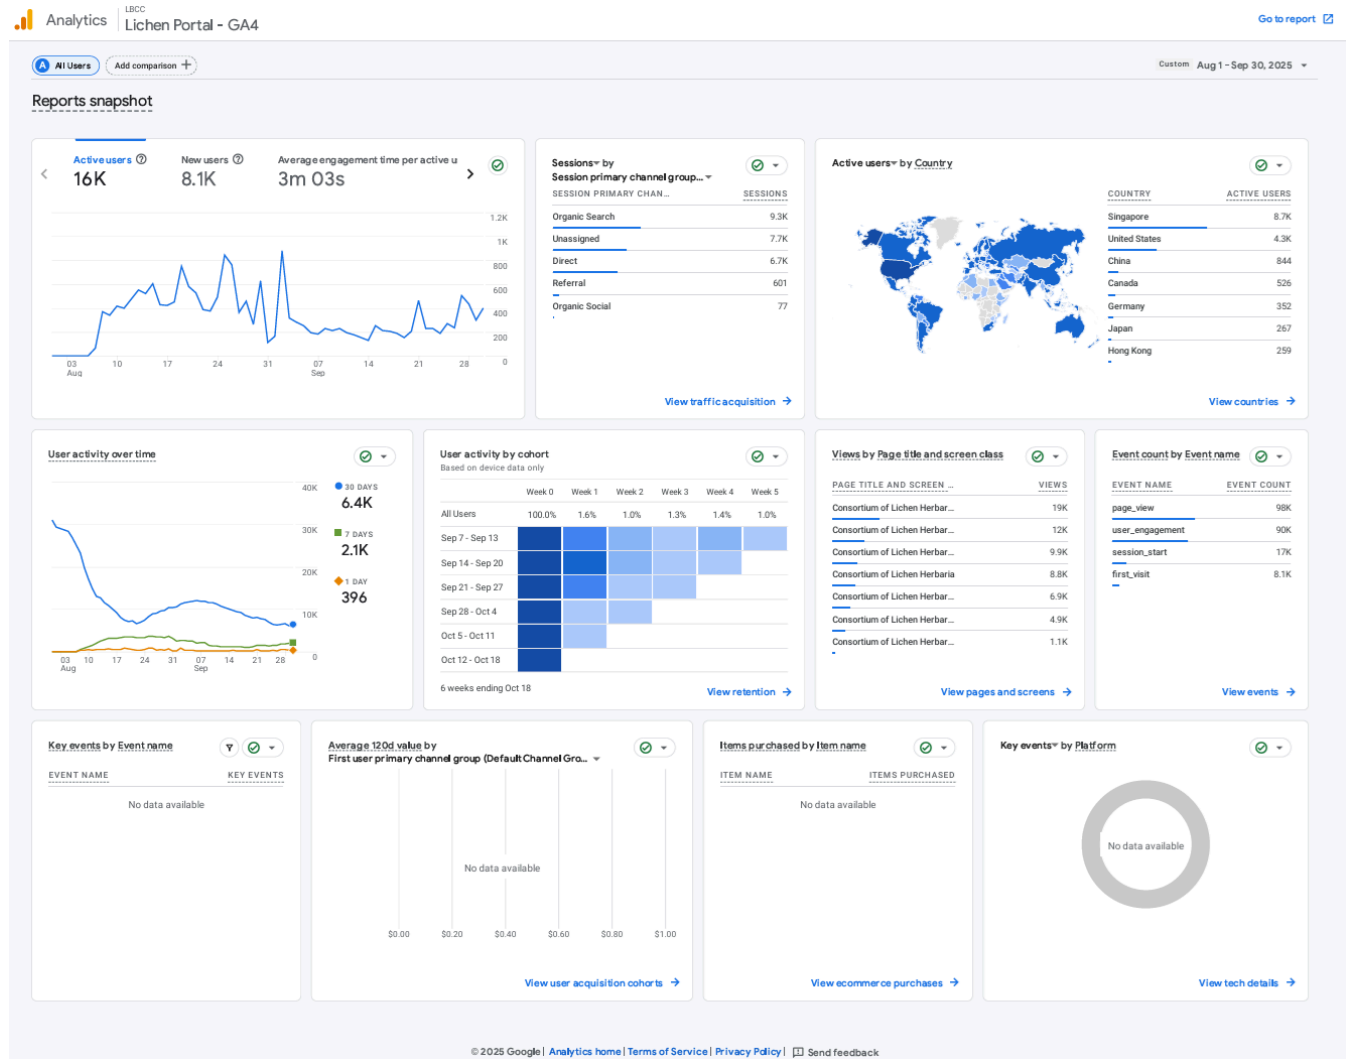 LBCC
Analytics
Lichen Portal - GA4
Go to report
A All Users
Add comparison
Custom Aug 1 - Sep 30, 2025
Reports snapshot
Active users
16K
New users
8.1K
Average engagement time per active u
3m 03s
1.2K
1K
800
600
400
200
0
03 10 17 24 31 07 14 21 28
Aug Sep
Sessions by
Session primary channel group...
SESSION PRIMARY CHAN... SESSIONS
Organic Search 9.3K
Unassigned 7.7K
Direct 6.7K
Referral 601
Organic Social 77
View traffic acquisition
Active users by Country
COUNTRY ACTIVE USERS
Singapore 8.7K
United States 4.3K
China 844
Canada 526
Germany 352
Japan 267
Hong Kong 259
View countries
User activity over time
40K
30K
20K
10K
0
03 10 17 24 31 07 14 21 28
Aug Sep
30 DAYS
6.4K
7 DAYS
2.1K
1 DAY
396
User activity by cohort
Based on device data only
Week 0 Week 1 Week 2 Week 3 Week 4 Week 5
All Users 100.0% 1.6% 1.0% 1.3% 1.4% 1.0%
Sep 7 - Sep 13
Sep 14 - Sep 20
Sep 21 - Sep 27
Sep 28 - Oct 4
Oct 5 - Oct 11
Oct 12 - Oct 18
6 weeks ending Oct 18
View retention
Views by Page title and screen class
PAGE TITLE AND SCREEN ... VIEWS
Consortium of Lichen Herbar... 19K
Consortium of Lichen Herbar... 12K
Consortium of Lichen Herbar... 9.9K
Consortium of Lichen Herbaria 8.8K
Consortium of Lichen Herbar... 6.9K
Consortium of Lichen Herbar... 4.9K
Consortium of Lichen Herbar... 1.1K
View pages and screens
Event count by Event name
EVENT NAME EVENT COUNT
page_view 98K
user_engagement 90K
session_start 17K
first_visit 8.1K
View events
Key events by Event name
EVENT NAME KEY EVENTS
No data available
Average 120d value by
First user primary channel group (Default Channel Gro...
No data available
$0.00 $0.20 $0.40 $0.60 $0.80 $1.00
View user acquisition cohorts
Items purchased by Item name
ITEM NAME ITEMS PURCHASED
No data available
View ecommerce purchases
Key events by Platform
No data available
View tech details
© 2025 Google | Analytics home | Terms of Service | Privacy Policy | Send feedback